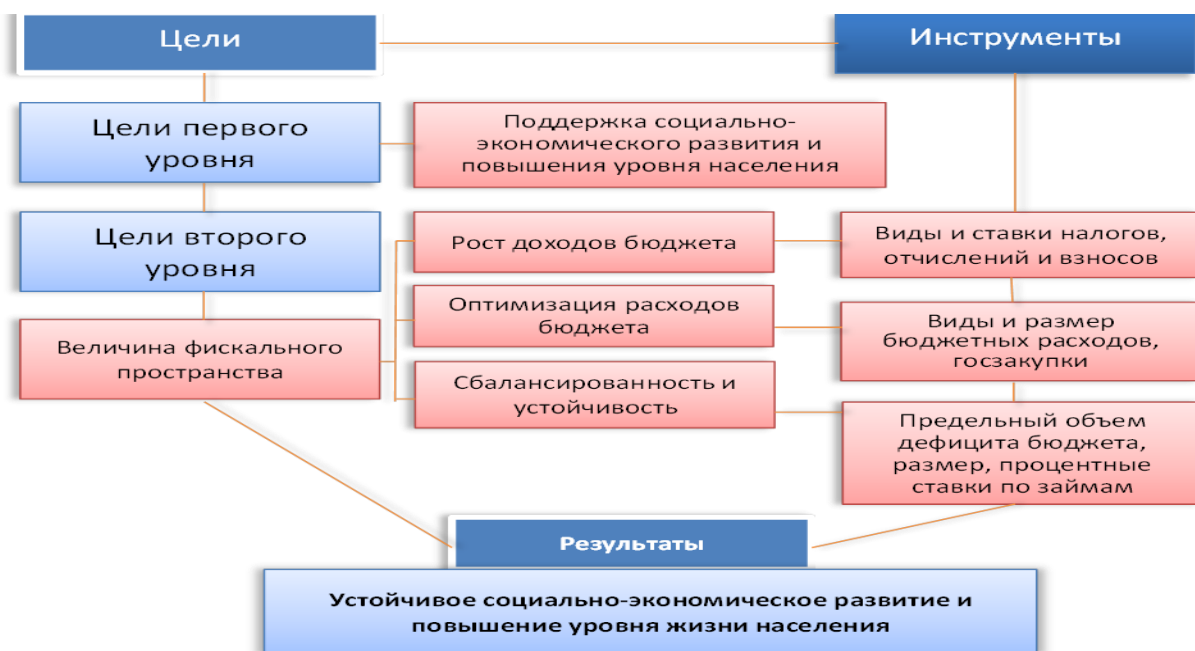 Цели
Инструменты
Цели первого
уровня
Поддержка социально-
экономического развития и
повышения уровня населения
Цели второго
уровня
Рост доходов бюджета
Виды и ставки налогов,
отчислений и взносов
Оптимизация расходов
бюджета
Виды и размер
бюджетных расходов,
госзакупки
Величина фискального
пространства
Сбалансированность и
устойчивость
Предельный объем
дефицита бюджета,
размер, процентные
ставки по займам
Результаты
Устойчивое социально-экономическое развитие и
повышение уровня жизни населения